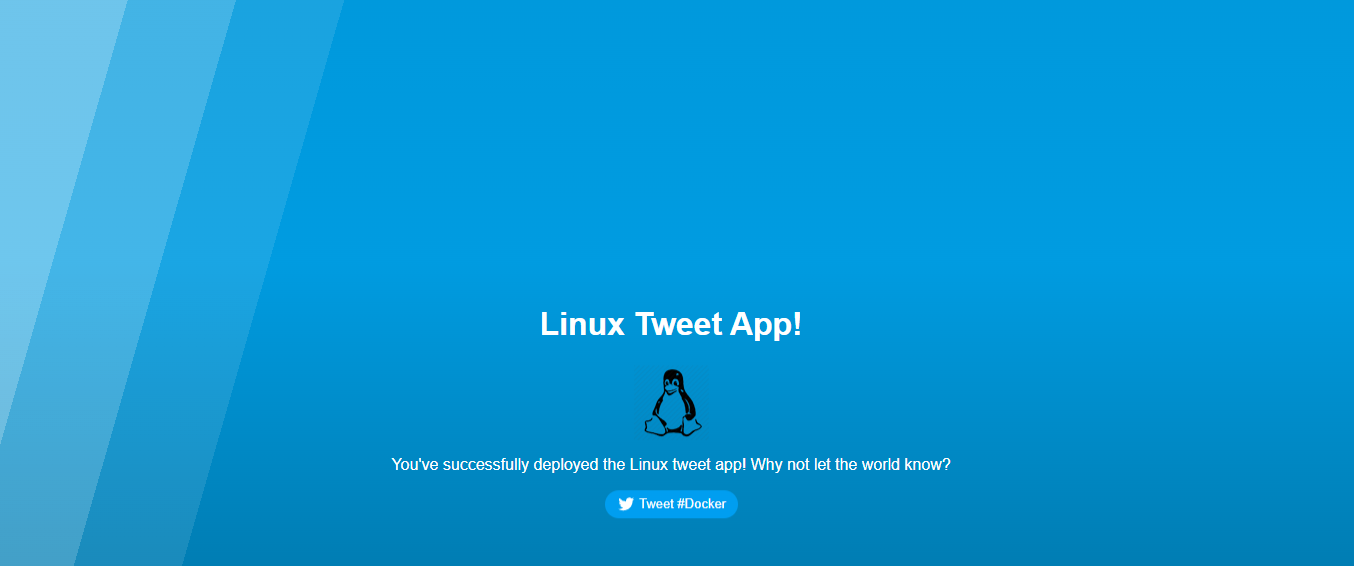 Linux Tweet App!
You've successfully deployed the Linux tweet app! Why not let the world know?
Tweet #Docker